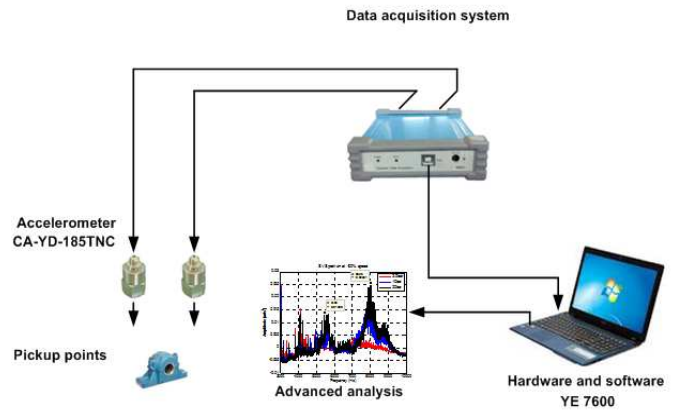 Data acquisition system
Accelerometer
CA-YD-185TNC
Pickup points
Advanced analysis
Hardware and software
YE 7600